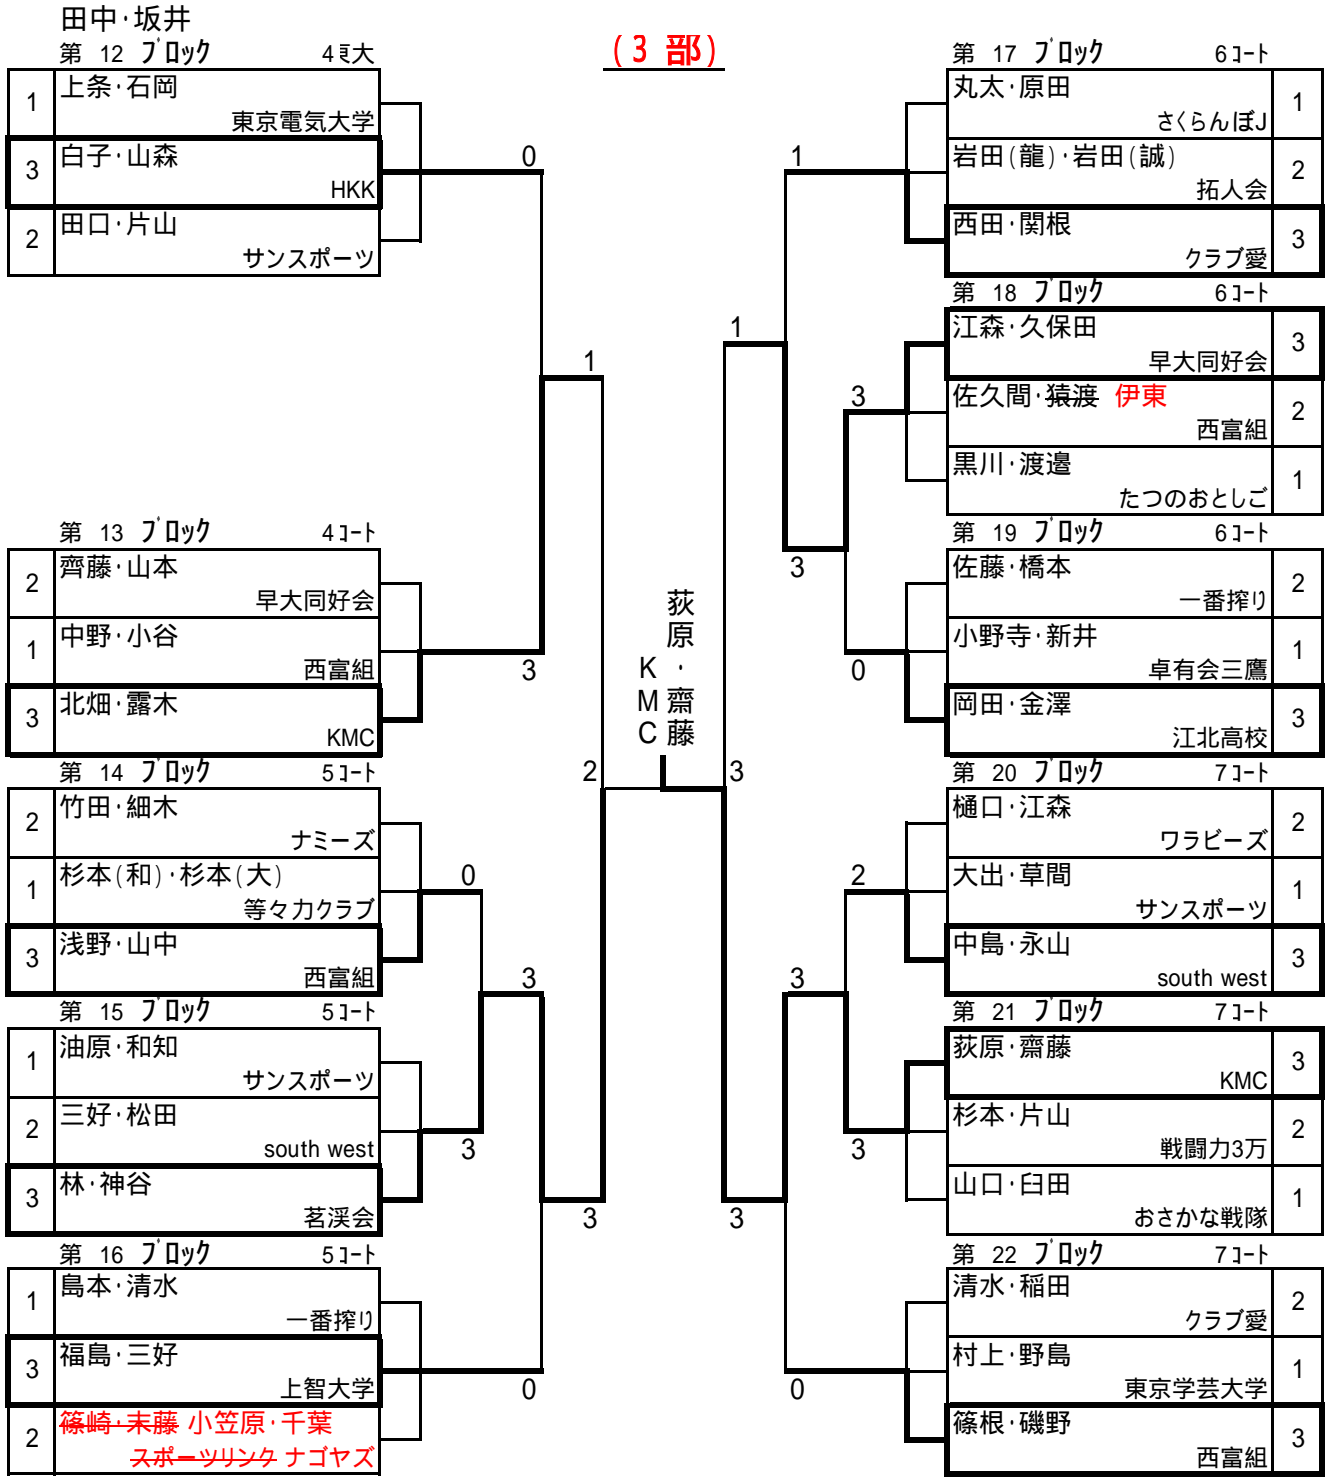 田中・坂井
(3 部)
第 12 ブロック 4
1 上条・石岡
東京電気大学
3 白子・山森
HKK
2 田口・片山
サンスポーツ
0
1
第 13 ブロック 4コート
2 齊藤・山本
早大同好会
1 中野・小谷
西富組
3 北畑・露木
KMC
3
第 14 ブロック 5コート
2 竹田・細木
ナミーズ
1 杉本(和)・杉本(大)
等々力クラブ
3 浅野・山中
西富組
2
0
3
第 15 ブロック 5コート
1 油原・和知
サンスポーツ
2 三好・松田
south west
3 林・神谷
茗渓会
3
3
第 16 ブロック 5コート
1 島本・清水
一番搾り
3 福島・三好
上智大学
2 篠崎・末藤 小笠原・千葉
スポーツリンク ナゴヤズ
0
荻原・齋藤
KMC
第 17 ブロック 6コート
丸太・原田 1
さくらんぼJ
岩田(龍)・岩田(誠) 2
拓人会
西田・関根 3
クラブ愛
1
1
第 18 ブロック 6コート
江森・久保田 3
早大同好会
佐久間・猿渡 伊東 2
西富組
黒川・渡邉 1
たつのおとしご
3
3
第 19 ブロック 6コート
佐藤・橋本 2
一番搾り
小野寺・新井 1
卓有会三鷹
岡田・金澤 3
江北高校
0
3
第 20 ブロック 7コート
樋口・江森 2
ワラビーズ
大出・草間 1
サンスポーツ
中島・永山 3
south west
2
3
第 21 ブロック 7コート
荻原・齋藤 3
KMC
杉本・片山 2
戦闘力3万
山口・臼田 1
おさかな戦隊
3
3
第 22 ブロック 7コート
清水・稲田 2
クラブ愛
村上・野島 1
東京学芸大学
篠根・磯野 3
西富組
0